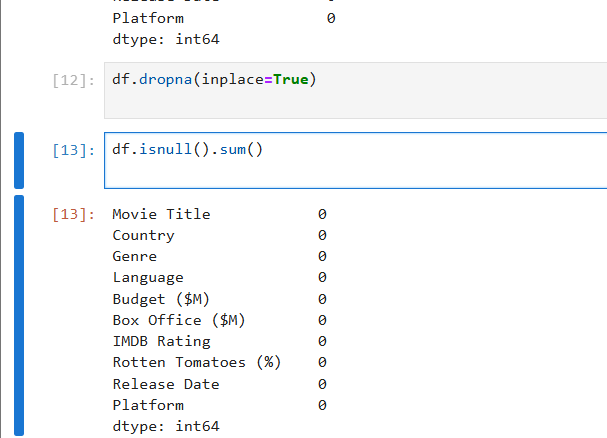 Platform 0
dtype: int64
[12]: df.dropna(inplace=True)
[13]: df.isnull().sum()
[13]: Movie Title 0
Country 0
Genre 0
Language 0
Budget ($M) 0
Box Office ($M) 0
IMDB Rating 0
Rotten Tomatoes (%) 0
Release Date 0
Platform 0
dtype: int64